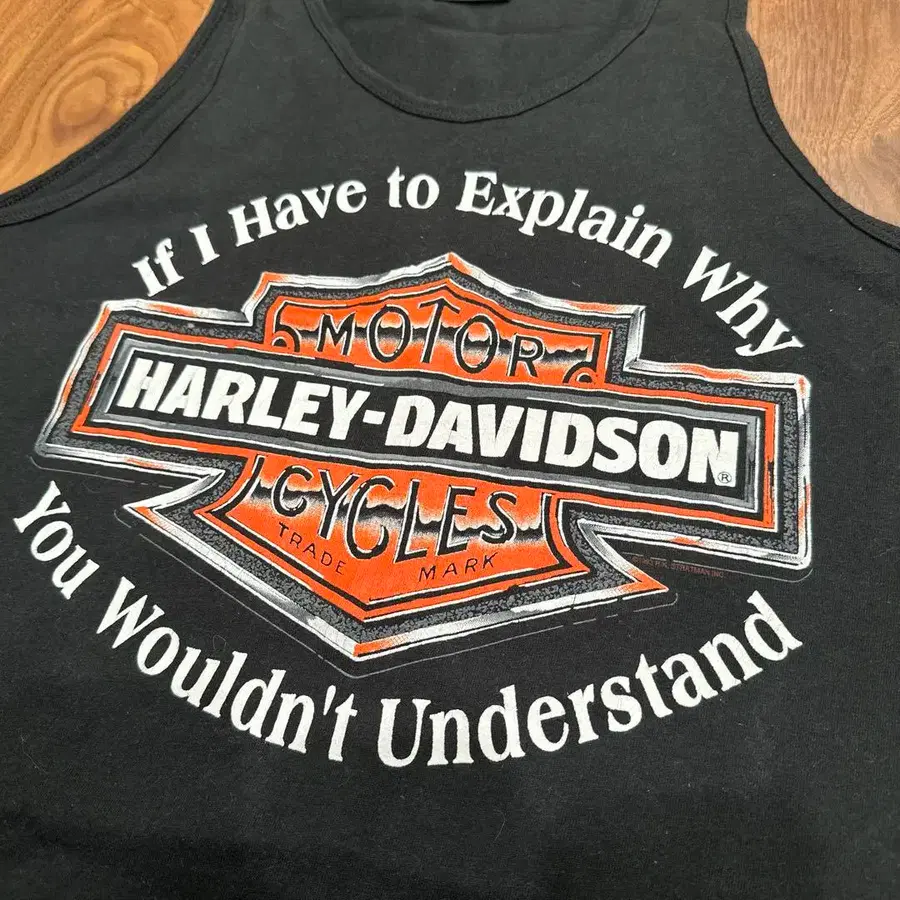 If I Have to Explain Why
MOTOR
HARLEY-DAVIDSON®
CYCLES
TRADE MARK
You Wouldn't Understand